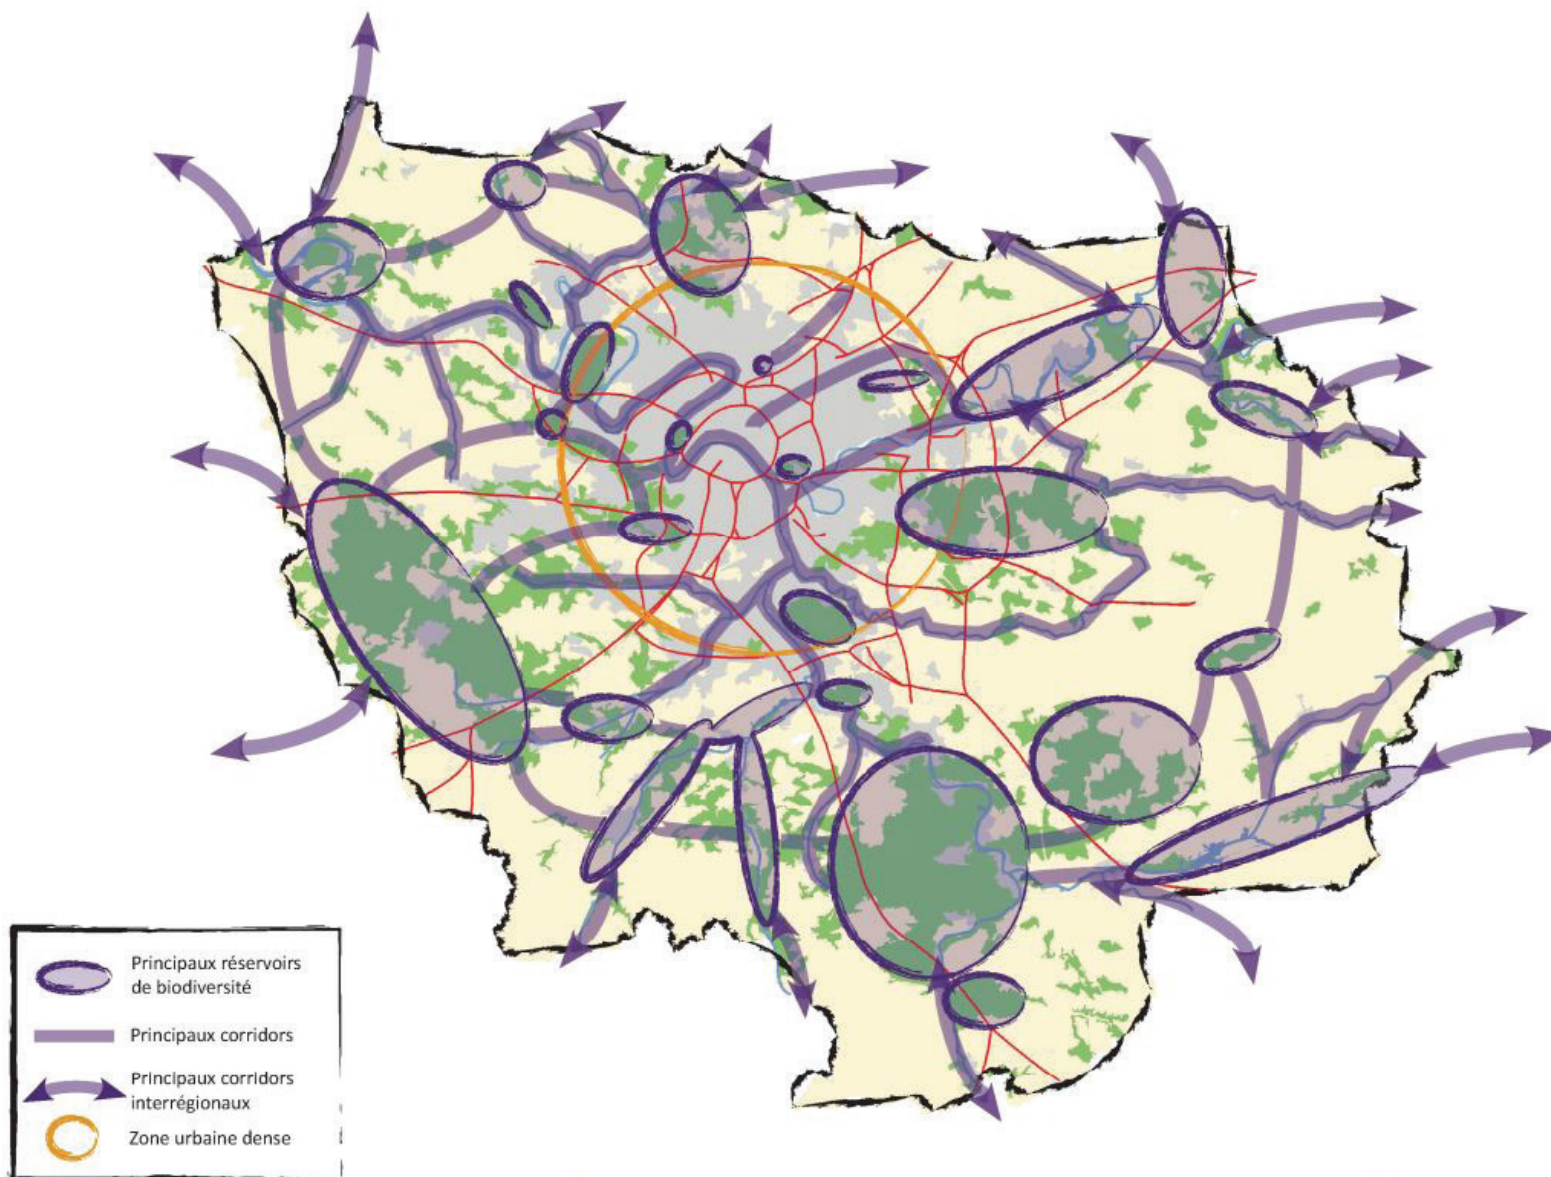 Principaux réservoirs
de biodiversité
Principaux corridors
Principaux corridors
interrégionaux
Zone urbaine dense